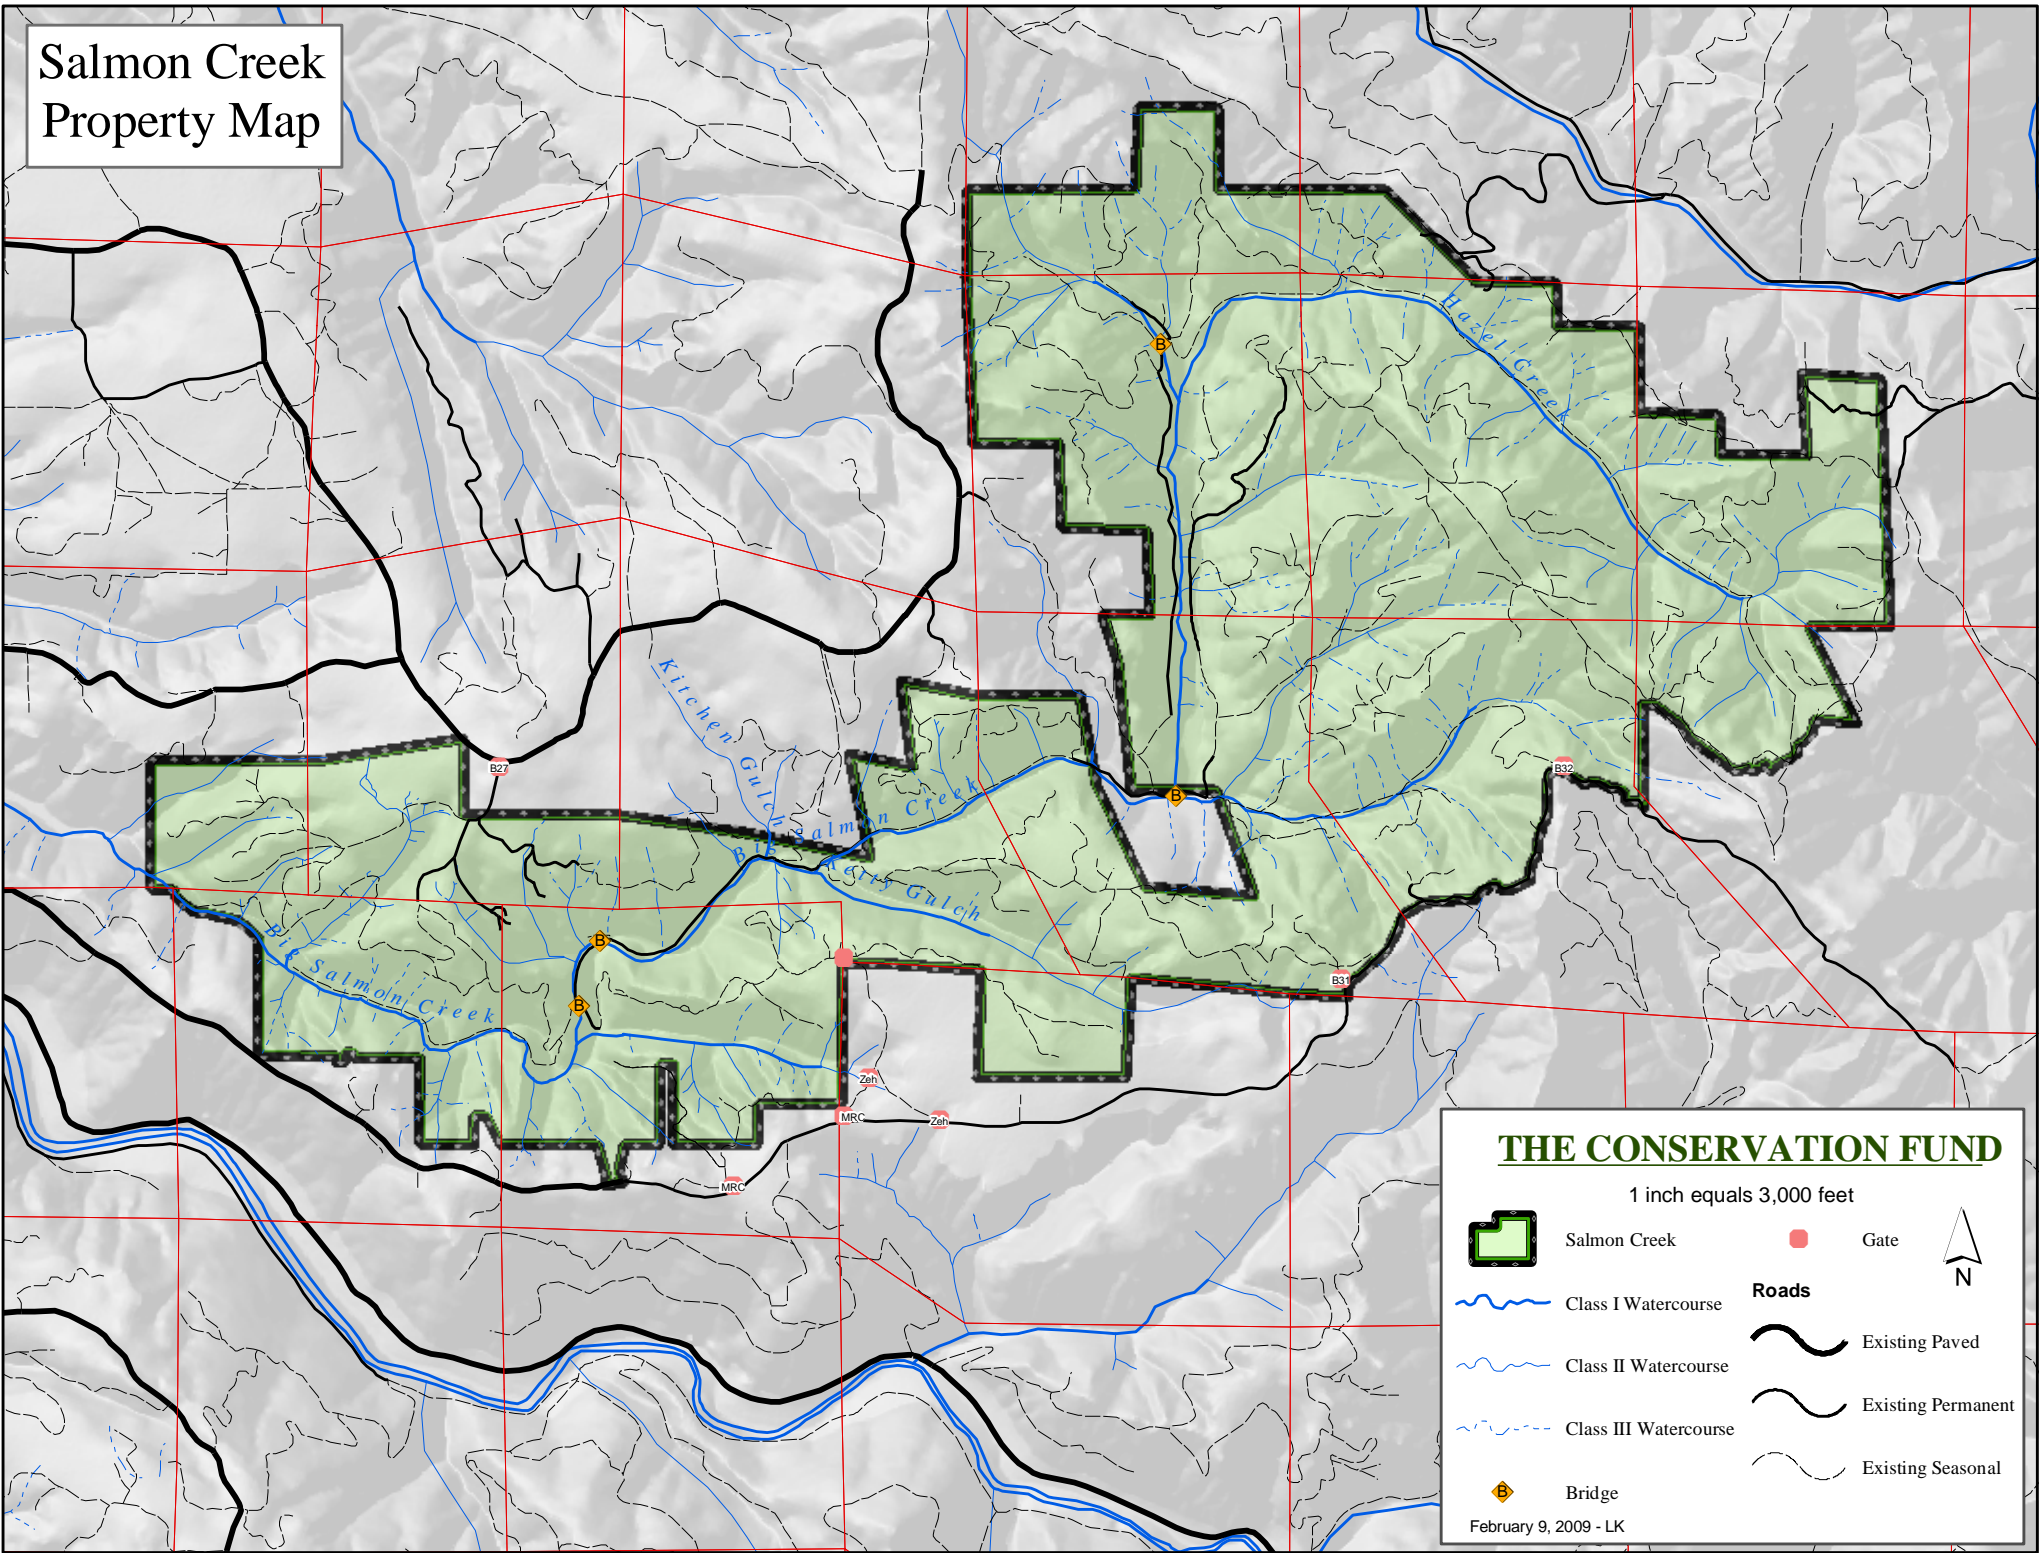 Salmon Creek
Property Map
Hazel Creek
B
Kitchen Gulch
B27
B32
Big Salmon Creek
B
Ketty Gulch
B
Big Salmon Creek
B
B31
Zeh
MRC
Zeh
MRC
THE CONSERVATION FUND
1 inch equals 3,000 feet
Salmon Creek
Gate
N
Roads
Class I Watercourse
Existing Paved
Class II Watercourse
Existing Permanent
Class III Watercourse
Existing Seasonal
B
Bridge
February 9, 2009 - LK